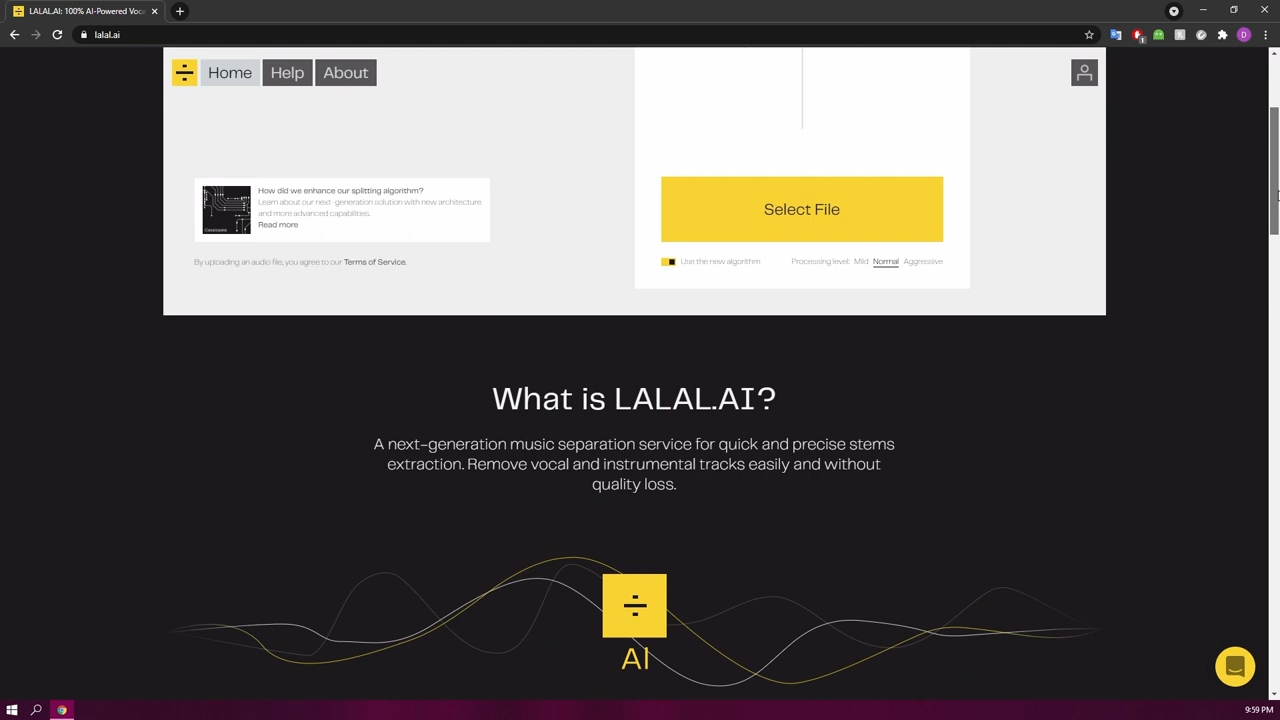 LALAL.AI: 100% AI-Powered Voca
lalal.ai
D
Home
Help
About
How did we enhance our splitting algorithm?
Learn about our next-generation solution with new architecture
and more advanced capabilities.
Read more
Cassiopeia
By uploading an audio file, you agree to our Terms of Service.
Select File
Use the new algorithm
Processing level: Mild Normal Aggressive
What is LALAL.AI?
A next-generation music separation service for quick and precise stems
extraction. Remove vocal and instrumental tracks easily and without
quality loss.
AI
9:59 PM